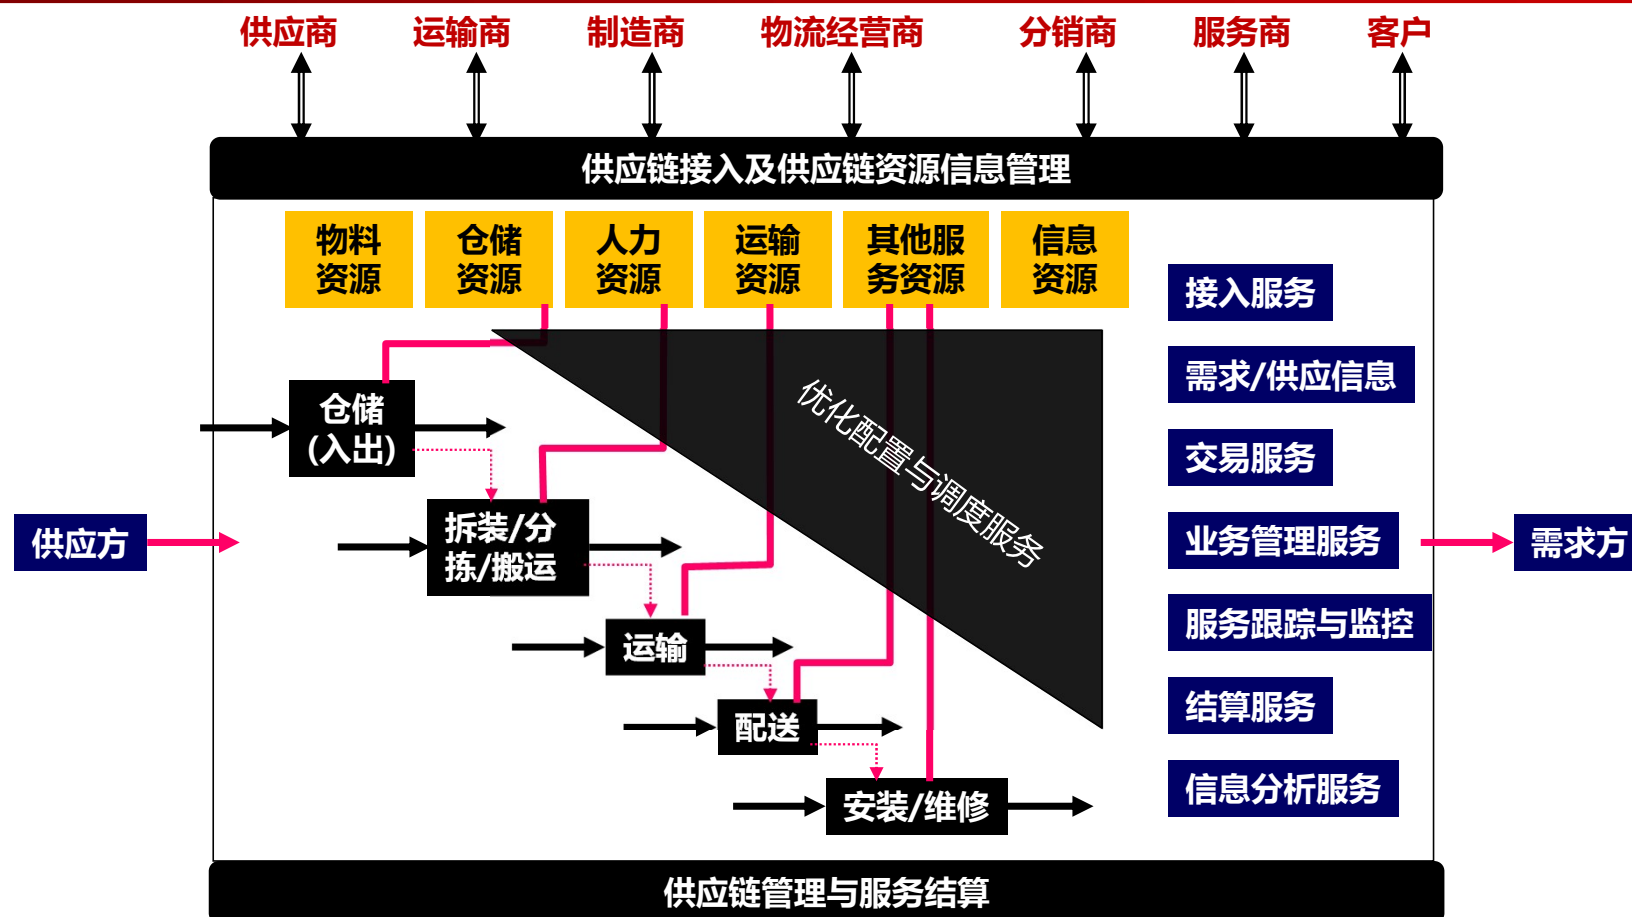 供应商 运输商 制造商 物流经营商 分销商 服务商 客户
供应链接入及供应链资源信息管理
物料
资源
仓储
资源
人力
资源
运输
资源
其他服
务资源
信息
资源
接入服务
需求/供应信息
交易服务
业务管理服务
服务跟踪与监控
结算服务
信息分析服务
优化配置与调度服务
仓储
(入出)
拆装/分
拣/搬运
运输
配送
安装/维修
供应方
需求方
供应链管理与服务结算